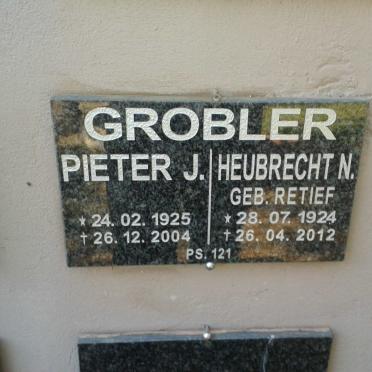 GROBLER
PIETER J. HEUBRECHT N.
GEB. RETIEF
* 24. 02. 1925 * 28. 07. 1924
† 26. 12. 2004 † 26. 04. 2012
PS. 121